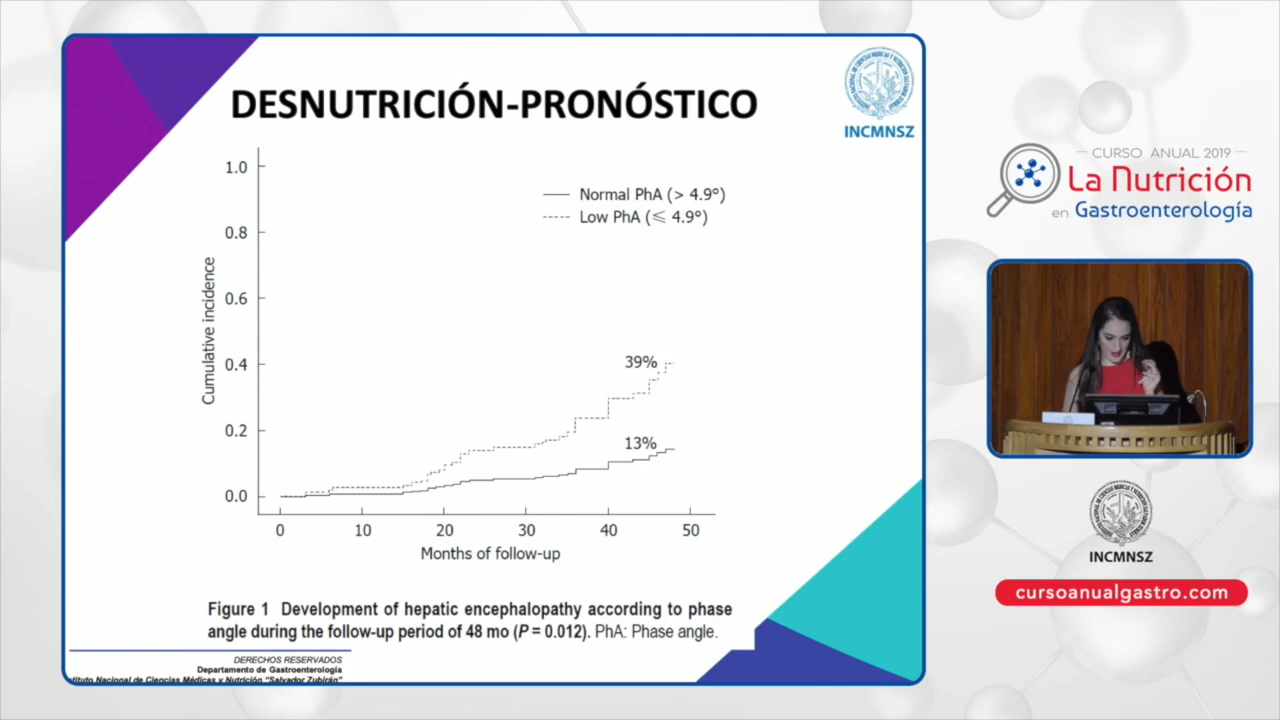 DESNUTRICIÓN-PRONÓSTICO
INCMNSZ
1.0
0.8
0.6
0.4
0.2
0.0
Cumulative incidence
Normal PhA (> 4.9°)
Low PhA (⩽ 4.9°)
39%
13%
0
10
20
30
40
50
Months of follow-up
Figure 1 Development of hepatic encephalopathy according to phase
angle during the follow-up period of 48 mo (P = 0.012). PhA: Phase angle.
DERECHOS RESERVADOS
Departamento de Gastroenterología
tituto Nacional de Ciencias Médicas y Nutrición "Salvador Zubirán"
CURSO ANUAL 2019
La Nutrición
en Gastroenterología
INCMNSZ
cursoanualgastro.com